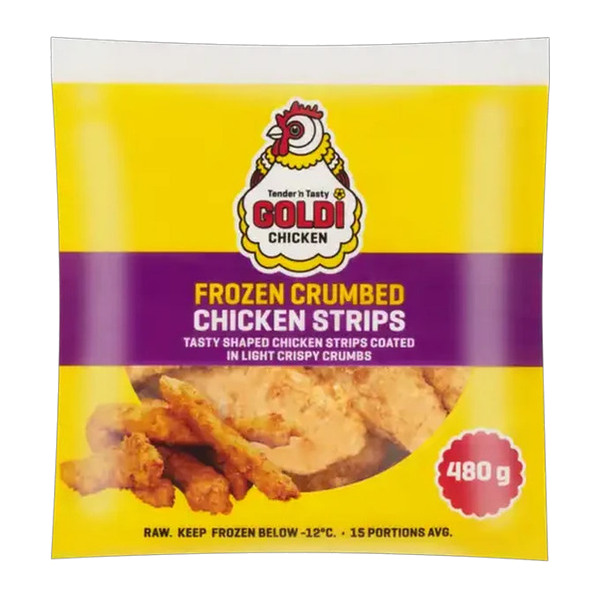 Tender 'n Tasty
GOLDi
CHICKEN
FROZEN CRUMBED
CHICKEN STRIPS
TASTY SHAPED CHICKEN STRIPS COATED
IN LIGHT CRISPY CRUMBS
480 g
RAW. KEEP FROZEN BELOW -12°C. • 15 PORTIONS AVG.